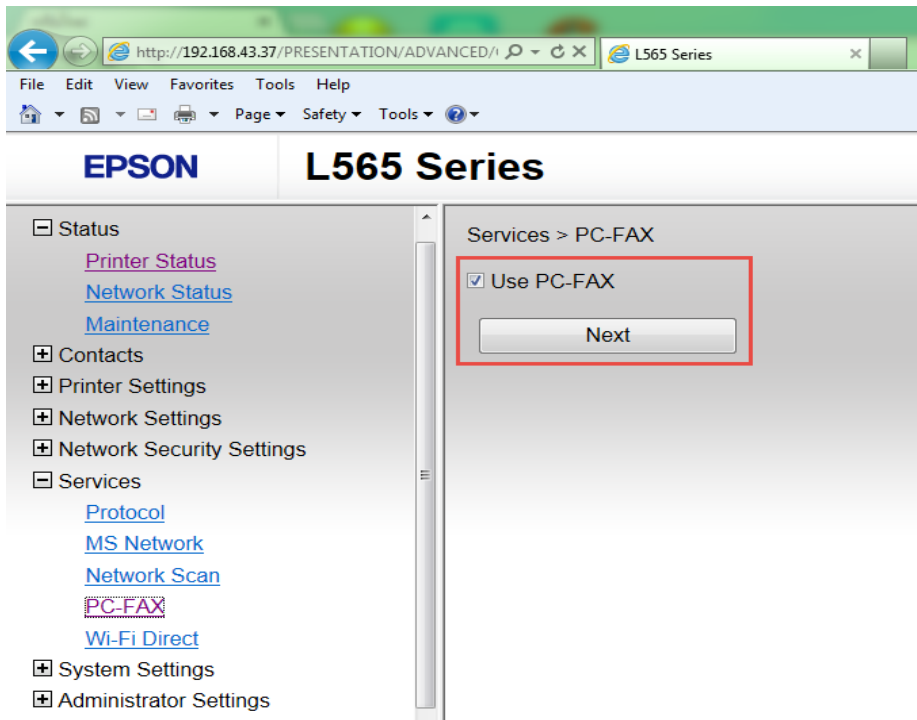 http://192.168.43.37/PRESENTATION/ADVANCED/
L565 Series
File Edit View Favorites Tools Help
Page Safety Tools
EPSON
L565 Series
Status
Printer Status
Network Status
Maintenance
Contacts
Printer Settings
Network Settings
Network Security Settings
Services
Protocol
MS Network
Network Scan
PC-FAX
Wi-Fi Direct
System Settings
Administrator Settings
Services > PC-FAX
Use PC-FAX
Next